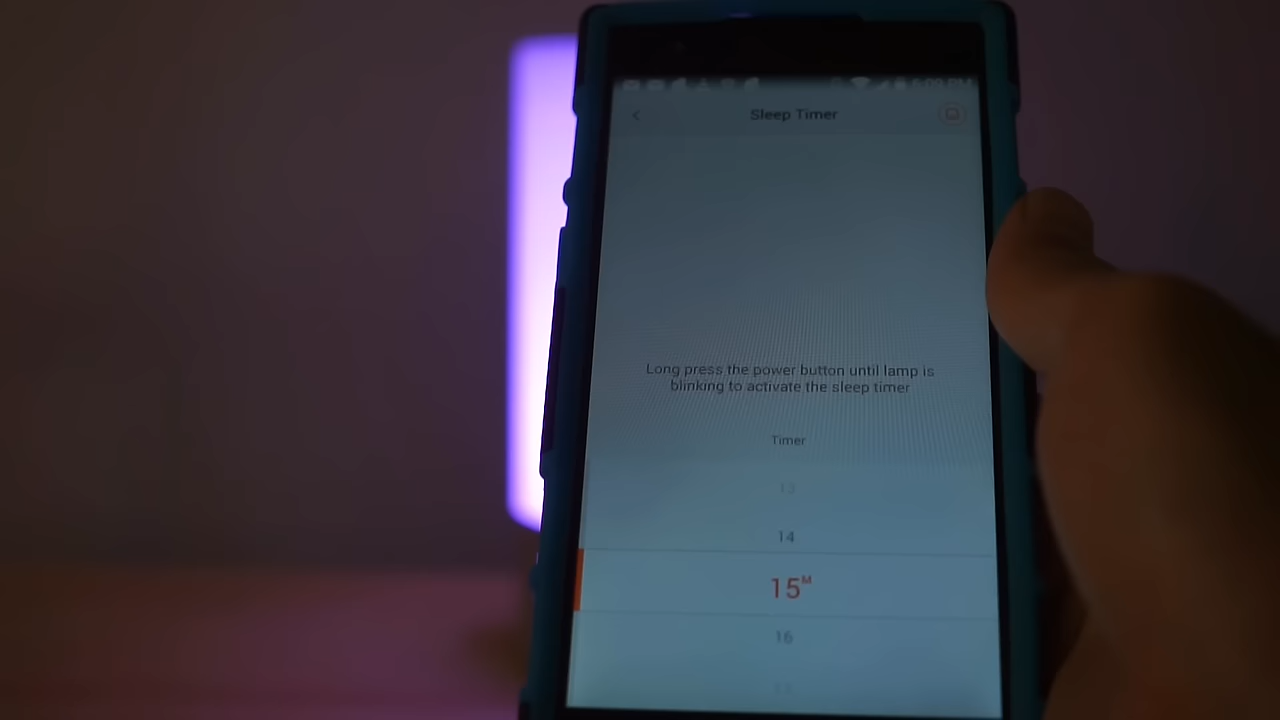 Sleep Timer
Long press the power button until lamp is
blinking to activate the sleep timer
Timer
13
14
15M
16